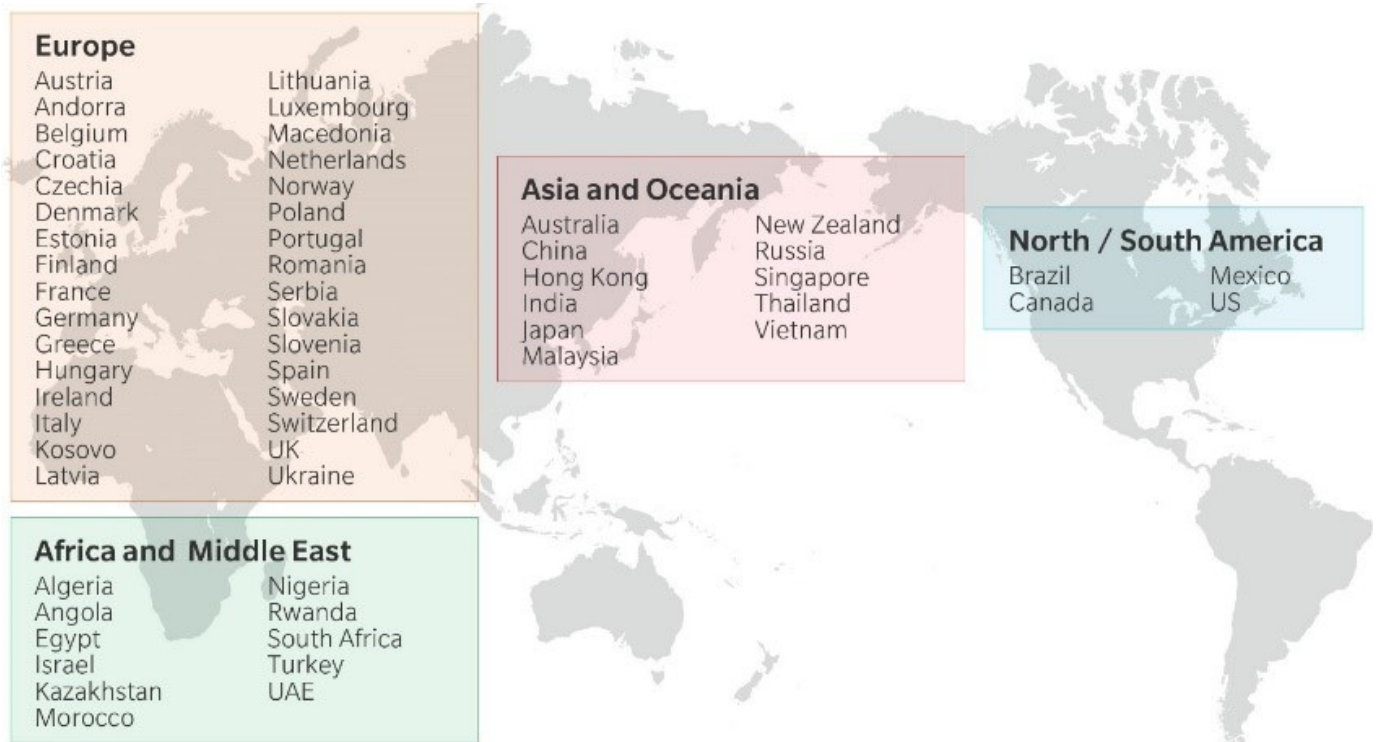 Europe
Austria
Andorra
Belgium
Croatia
Czechia
Denmark
Estonia
Finland
France
Germany
Greece
Hungary
Ireland
Italy
Kosovo
Latvia
Lithuania
Luxembourg
Macedonia
Netherlands
Norway
Poland
Portugal
Romania
Serbia
Slovakia
Slovenia
Spain
Sweden
Switzerland
UK
Ukraine
Africa and Middle East
Algeria
Angola
Egypt
Israel
Kazakhstan
Morocco
Nigeria
Rwanda
South Africa
Turkey
UAE
Asia and Oceania
Australia
China
Hong Kong
India
Japan
Malaysia
New Zealand
Russia
Singapore
Thailand
Vietnam
North / South America
Brazil
Canada
Mexico
US